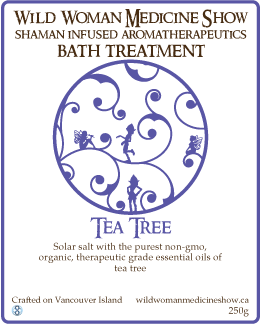 Wild Woman Medicine Show
Shaman Infused Aromatherapeutics
Bath Treatment
Tea Tree
Solar salt with the purest non-gmo,
organic, therapeutic grade essential oils of
tea tree
Crafted on Vancouver Island wildwomanmedicineshow.ca
250g